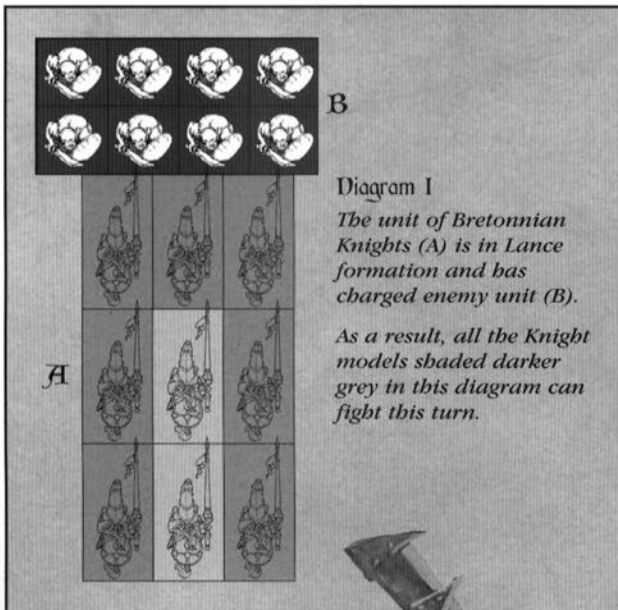 B
Diagram I
The unit of Bretonnian
Knights (A) is in Lance
formation and has
charged enemy unit (B).
As a result, all the Knight
models shaded darker
grey in this diagram can
fight this turn.
A